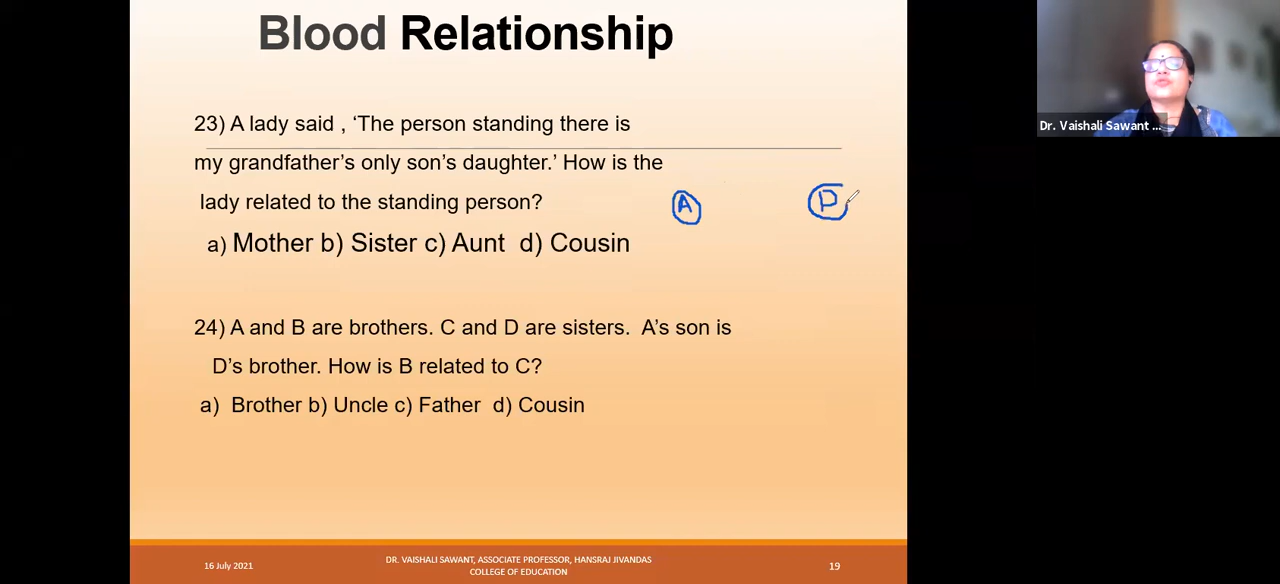 Blood Relationship
23) A lady said , ‘The person standing there is
my grandfather’s only son’s daughter.’ How is the
lady related to the standing person?
A
P
a) Mother b) Sister c) Aunt d) Cousin
24) A and B are brothers. C and D are sisters. A’s son is
D’s brother. How is B related to C?
a) Brother b) Uncle c) Father d) Cousin
16 July 2021
DR. VAISHALI SAWANT, ASSOCIATE PROFESSOR, HANSRAJ JIVANDAS
COLLEGE OF EDUCATION
19
Dr. Vaishali Sawant ...